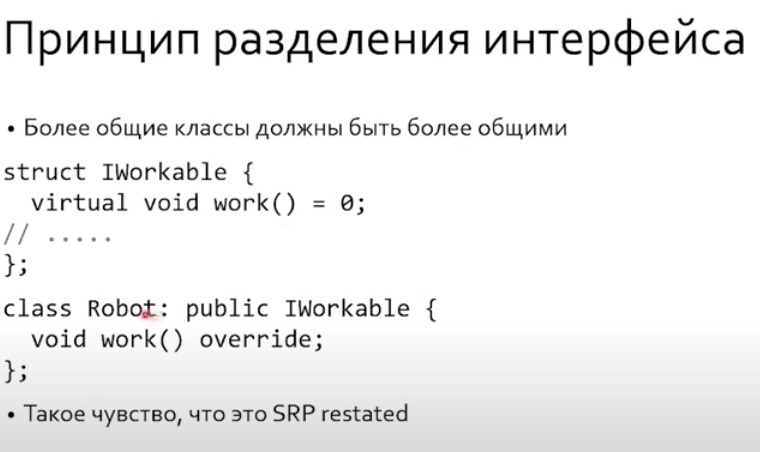 Принцип разделения интерфейса
• Более общие классы должны быть более общими
struct IWorkable {
  virtual void work() = 0;
// .....
};
class Robot: public IWorkable {
  void work() override;
};
• Такое чувство, что это SRP restated